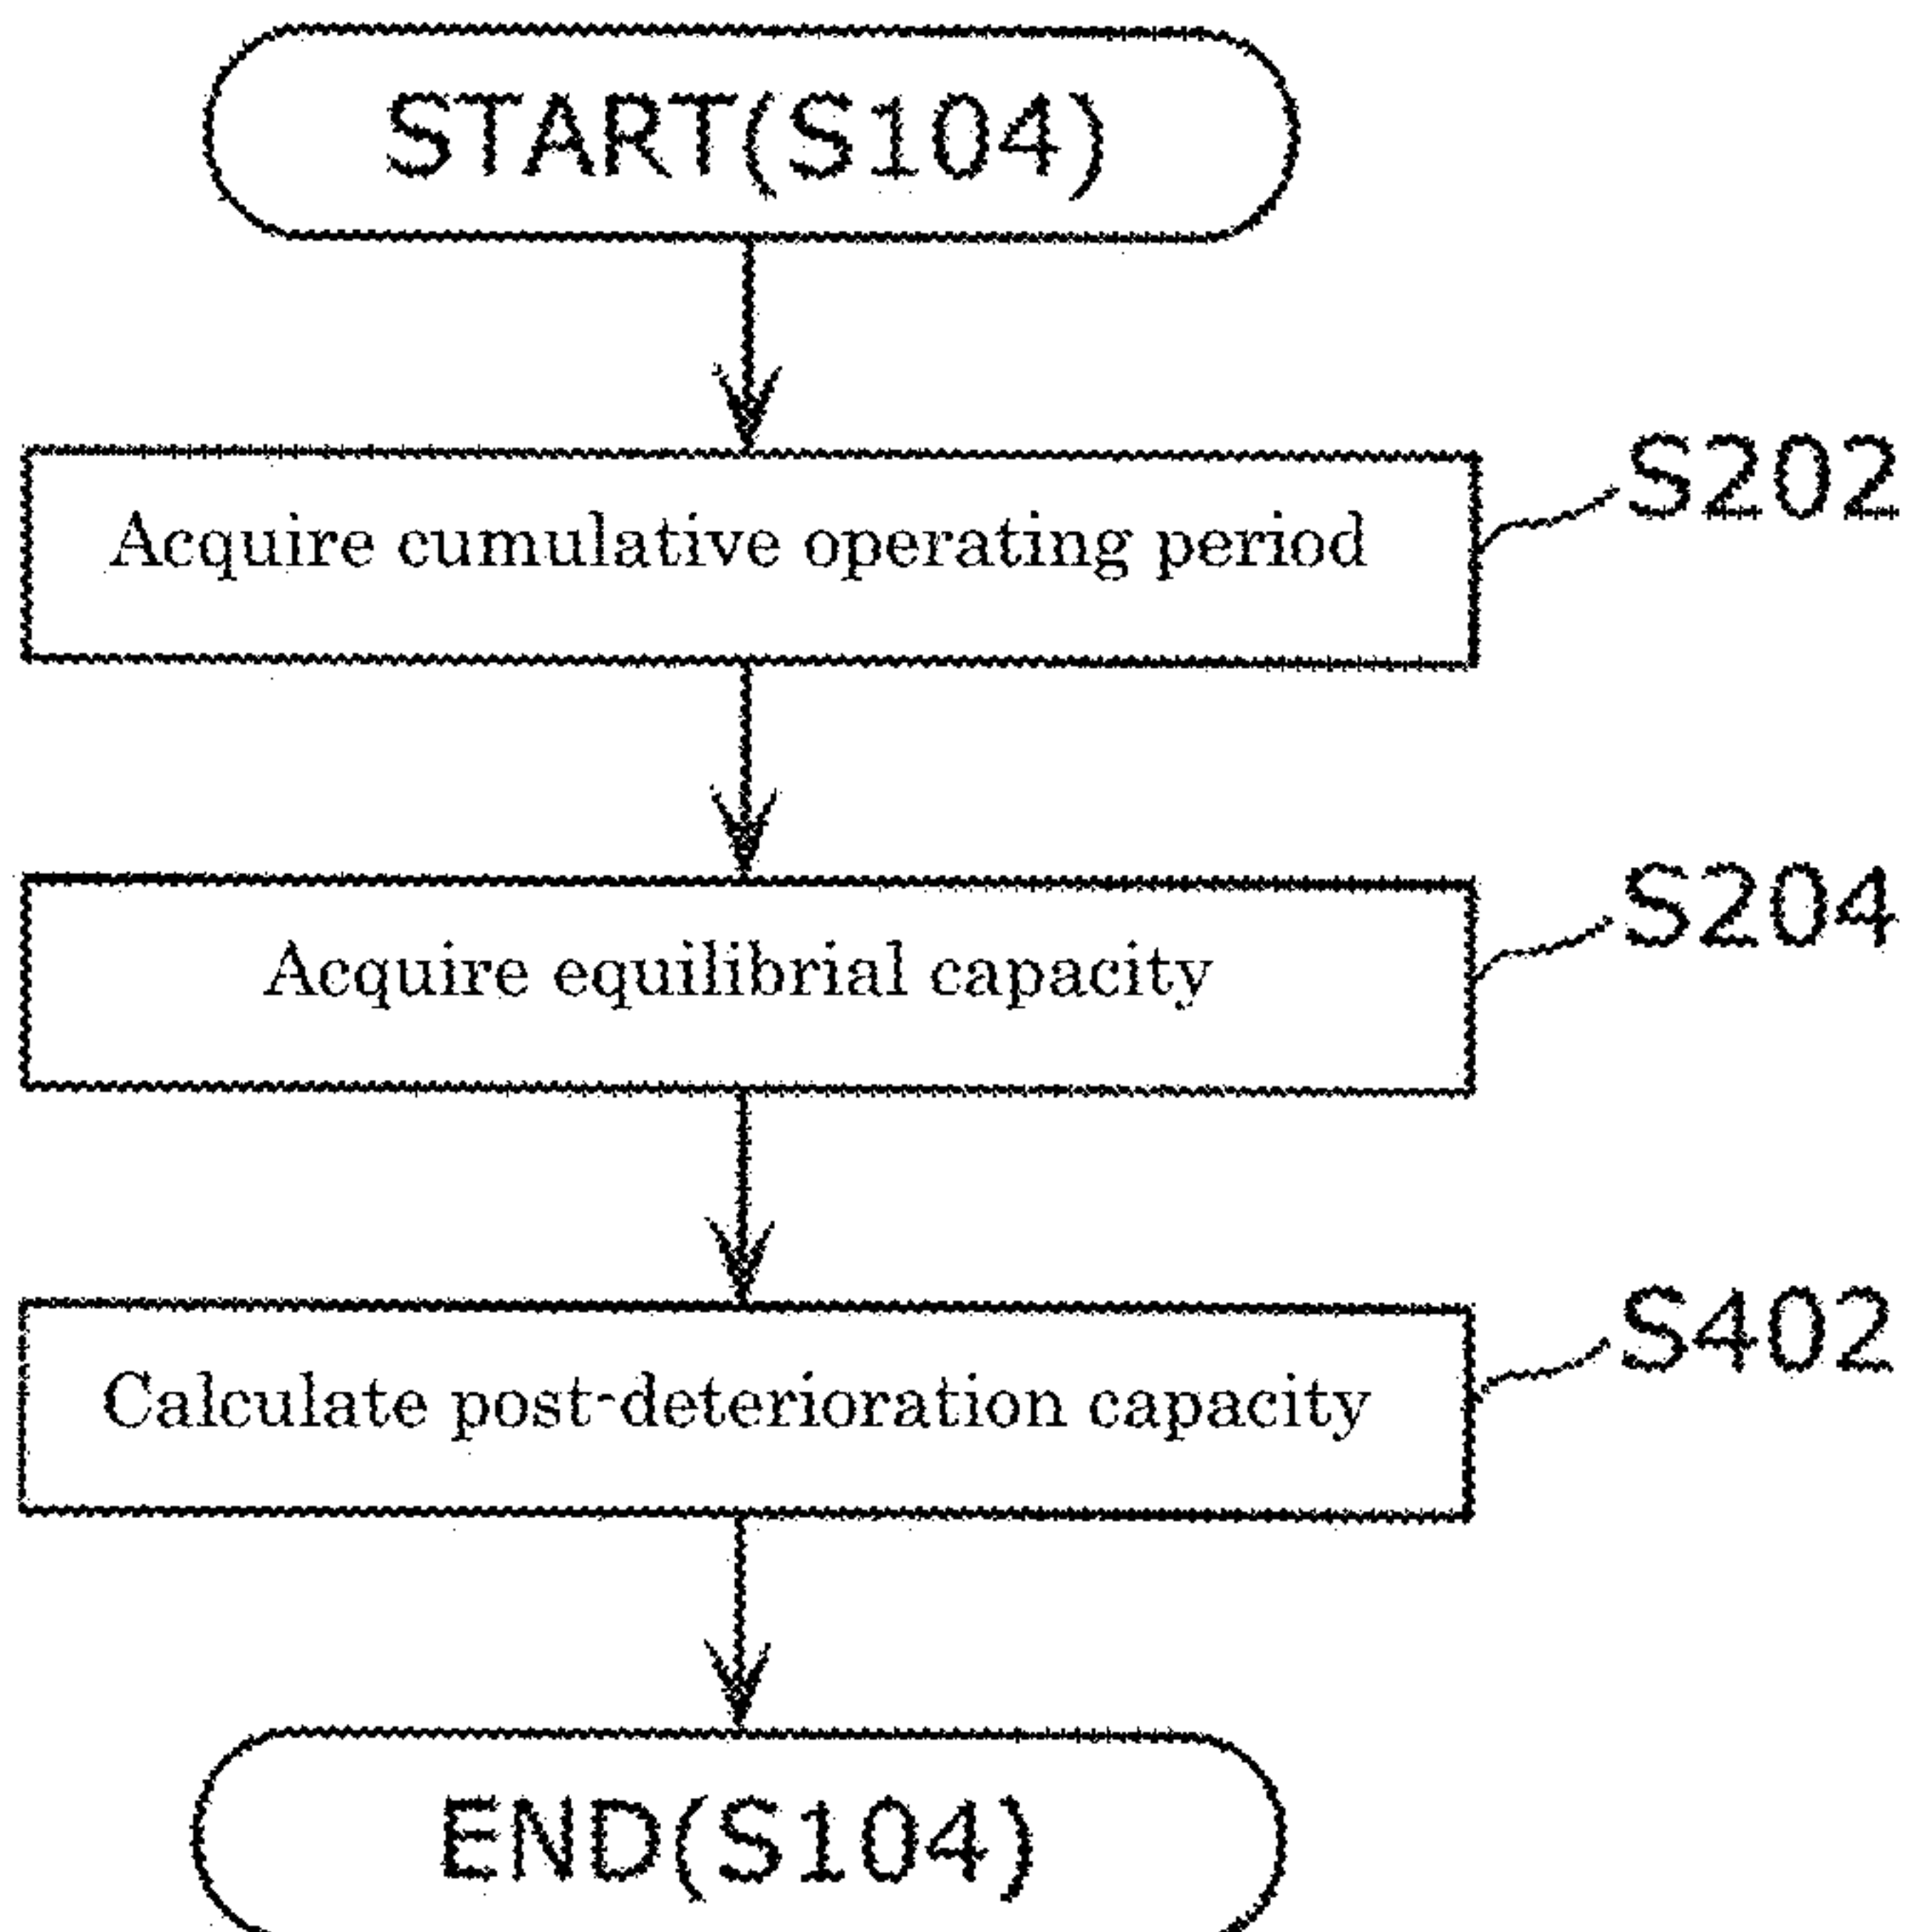 START(S104)
Acquire cumulative operating period
S202
Acquire equilibrial capacity
S204
Calculate post-deterioration capacity
S402
END(S104)